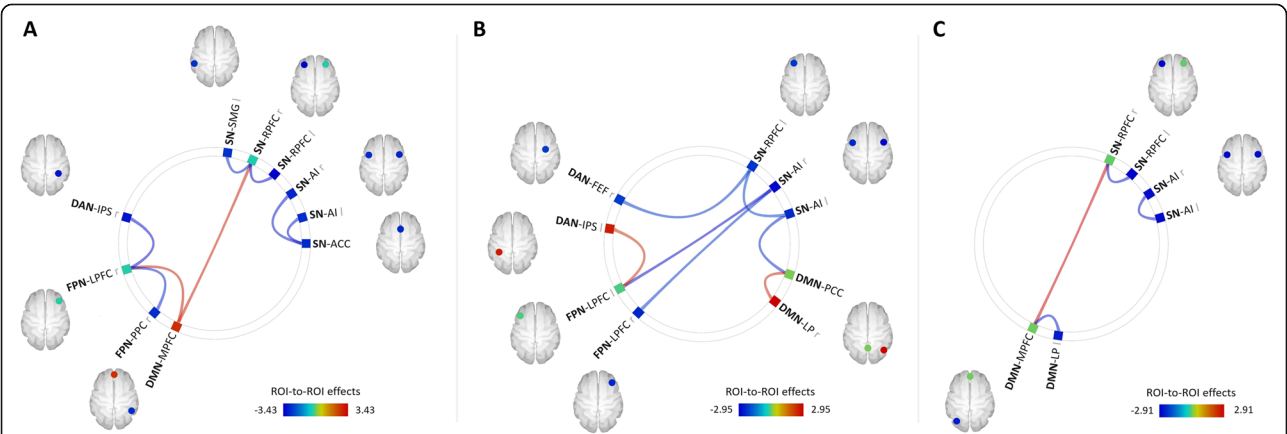 A
SN-SMG l
SN-RPFC r
SN-RPFC l
SN-AI r
SN-AI l
SN-ACC
DAN-IPS r
FPN-LPFC r
FPN-PPC r
DMN-MPFC
ROI-to-ROI effects
-3.43 3.43
B
SN-RPFC l
SN-AI r
SN-AI l
DAN-FEF r
DAN-IPS l
FPN-LPFC l
FPN-LPFC r
DMN-PCC
DMN-LP r
ROI-to-ROI effects
-2.95 2.95
C
SN-RPFC r
SN-RPFC l
SN-AI r
SN-AI l
DMN-MPFC
DMN-LP l
ROI-to-ROI effects
-2.91 2.91